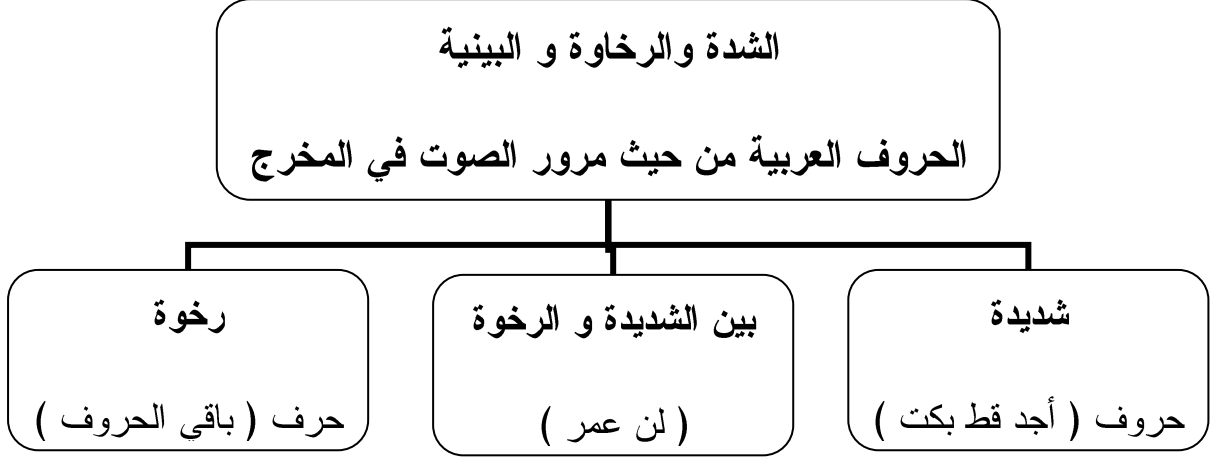 الشدة والرخاوة و البينية
الحروف العربية من حيث مرور الصوت في المخرج
شديدة
حروف ( أجد قط بكت )
بين الشديدة و الرخوة
( لن عمر )
رخوة
حرف ( باقي الحروف )